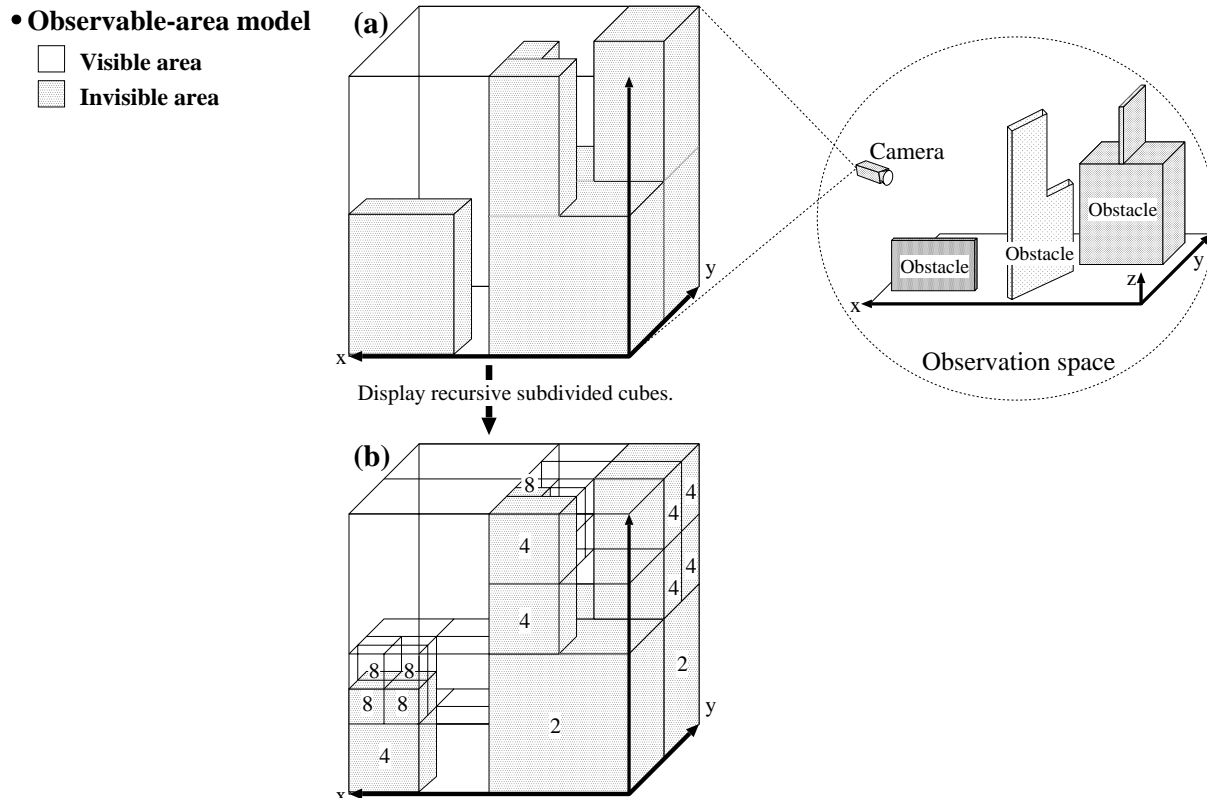 • Observable-area model
Visible area
Invisible area
(a)
x
y
Camera
Obstacle
Obstacle
Obstacle
x
z
y
Observation space
Display recursive subdivided cubes.
(b)
8
4
4
4
4
4
4
8 8
8 8
4
2
2
x
y